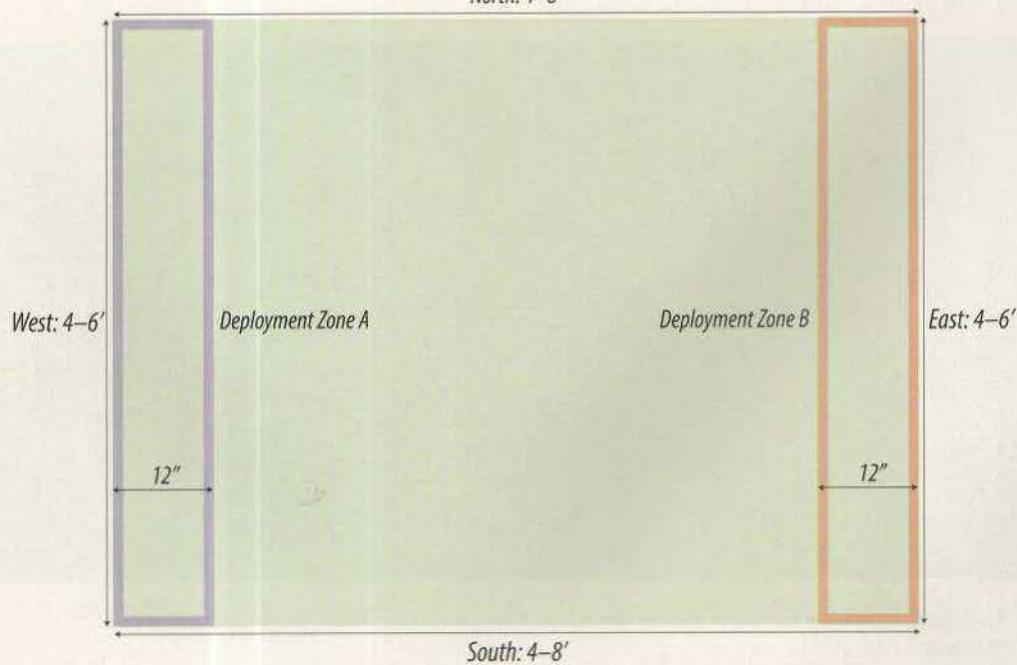 West: 4–6’
Deployment Zone A
Deployment Zone B
East: 4–6’
12”
12”
South: 4–8’